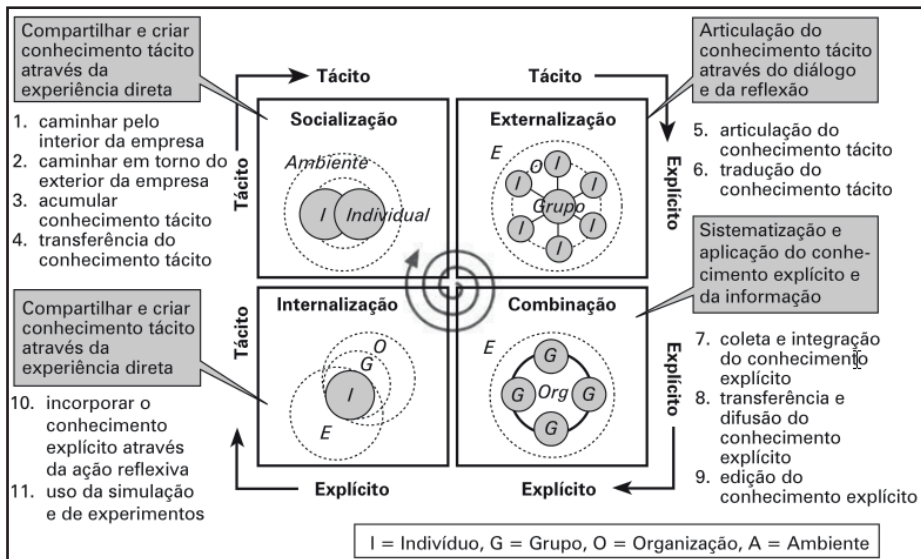 Compartilhar e criar
conhecimento tácito
através da
experiência direta
1. caminhar pelo
interior da empresa
2. caminhar em torno do
exterior da empresa
3. acumular
conhecimento tácito
4. transferência do
conhecimento tácito
Tácito
Tácito
Socialização
Ambiente
I
Individual
Tácito
Explícito
Externalização
E
O
I
I
I
Grupo
I
I
I
Articulação do
conhecimento tácito
através do diálogo
e da reflexão
5. articulação do
conhecimento tácito
6. tradução do
conhecimento tácito
Compartilhar e criar
conhecimento tácito
através da
experiência direta
10. incorporar o
conhecimento
explícito através
da ação reflexiva
11. uso da simulação
e de experimentos
Tácito
Internalização
O
G
I
E
Explícito
Combinação
E
G
G
Org
G
G
Explícito
Explícito
Sistematização e
aplicação do conhe-
cimento explícito e
da informação
7. coleta e integração
do conhecimento
explícito
8. transferência e
difusão do
conhecimento
explícito
9. edição do
conhecimento explícito
I = Indivíduo, G = Grupo, O = Organização, A = Ambiente